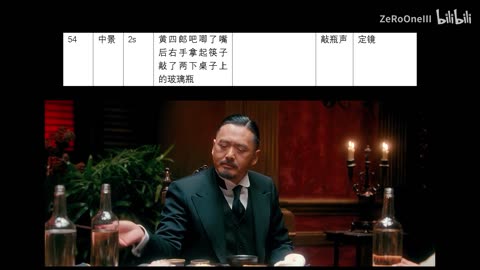 ZeRoOneIII bilibili
54 中景 2s 黄四郎吧唧了嘴 敲瓶声 定镜
后右手拿起筷子
敲了两下桌子上
的玻璃瓶